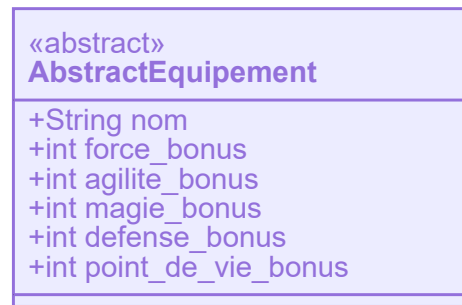 «abstract»
AbstractEquipement
+String nom
+int force_bonus
+int agilite_bonus
+int magie_bonus
+int defense_bonus
+int point_de_vie_bonus